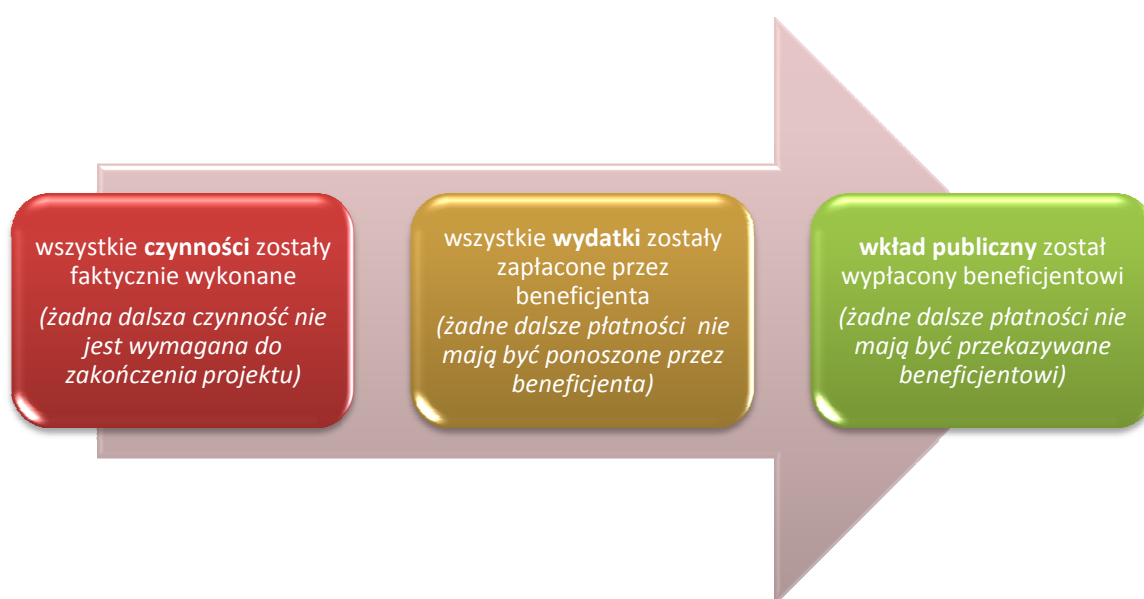 wszystkie czynności zostały
faktycznie wykonane
(żadna dalsza czynność nie
jest wymagana do
zakończenia projektu)
wszystkie wydatki zostały
zapłacone przez
beneficjenta
(żadne dalsze płatności nie
mają być ponoszone przez
beneficjenta)
wkład publiczny został
wypłacony beneficjentowi
(żadne dalsze płatności nie
mają być przekazywane
beneficjentowi)